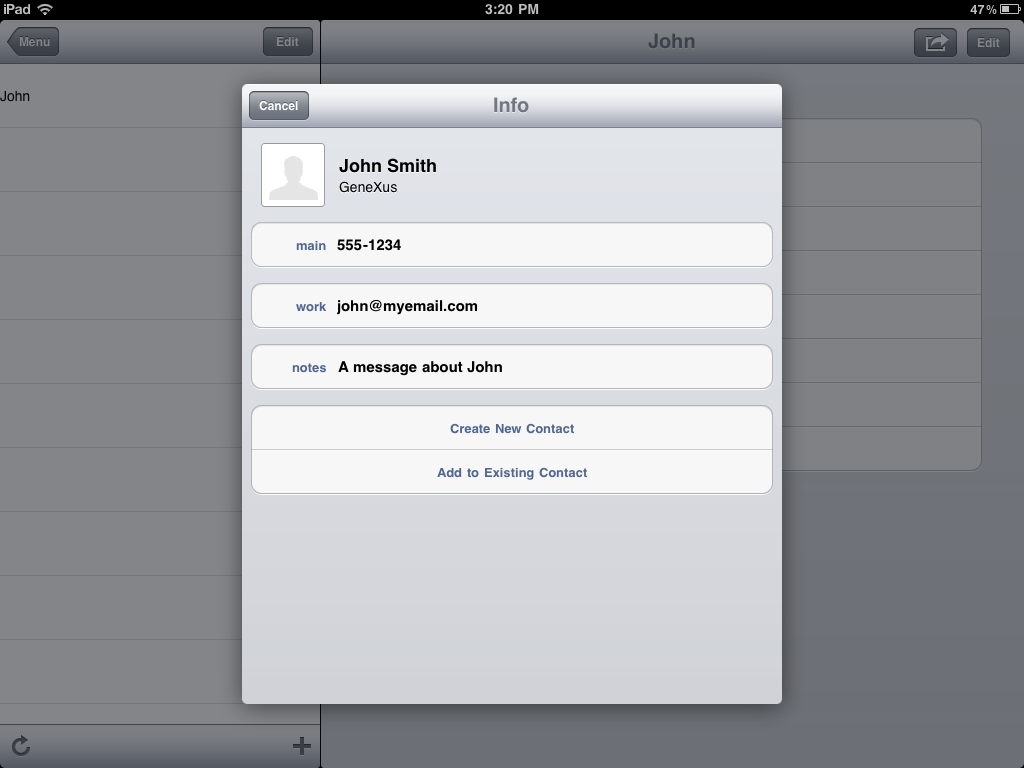 iPad
3:20 PM
47%
Menu
Edit
John
Edit
John
Cancel
Info
John Smith
GeneXus
main 555-1234
work john@myemail.com
notes A message about John
Create New Contact
Add to Existing Contact